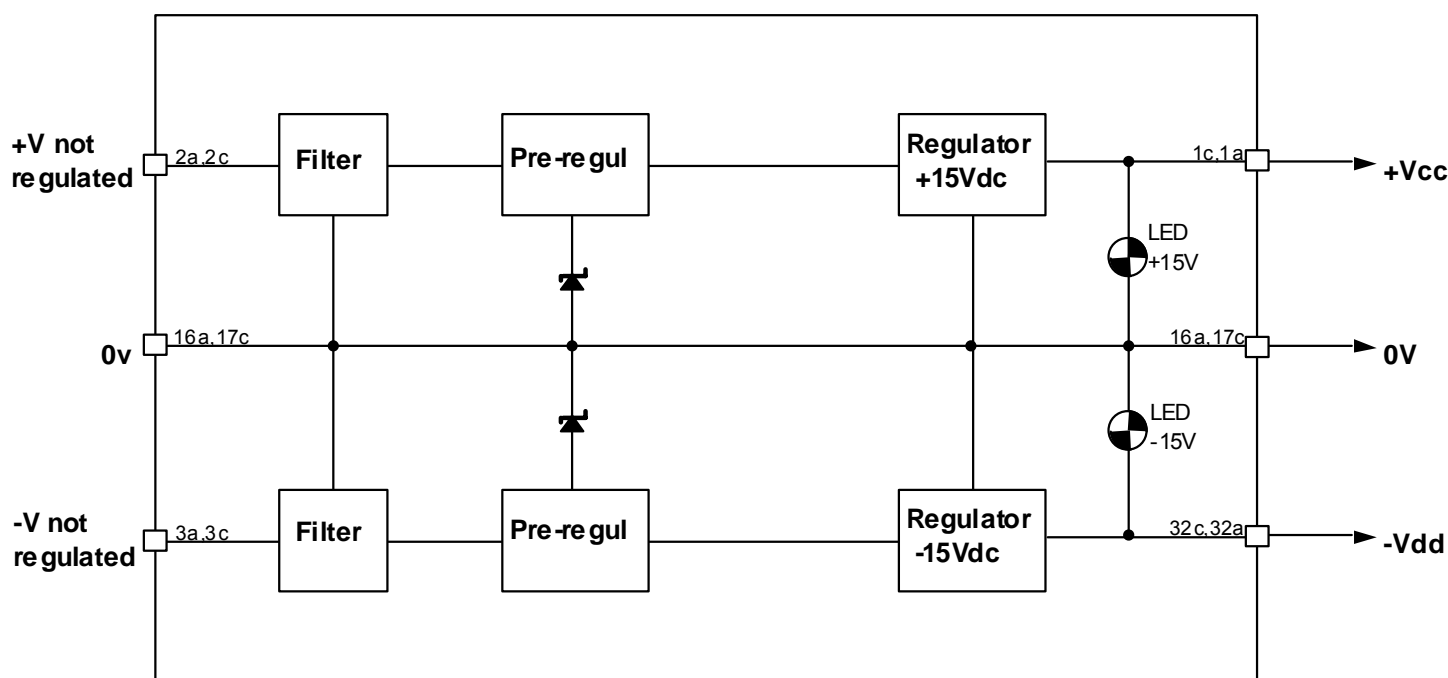 +V not
regulated
2a,2c
Filter
Pre-regul
Regulator
+15Vdc
1c,1a
+Vcc
LED
+15V
0v
16a,17c
16a,17c
0V
LED
-15V
-V not
regulated
3a,3c
Filter
Pre-regul
Regulator
-15Vdc
32c,32a
-Vdd